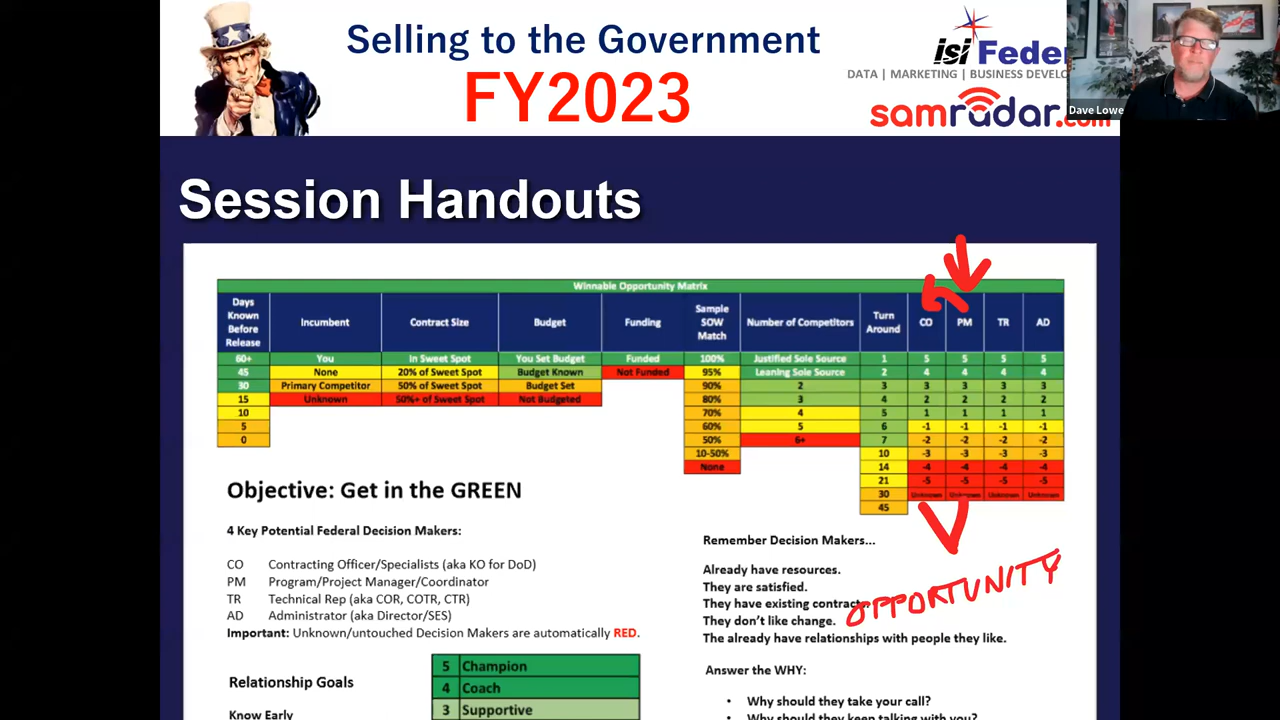 Selling to the Government
FY2023
isi Feder
DATA | MARKETING | BUSINESS DEVELO
samradar.com
Dave Lowe
Session Handouts
Winnable Opportunity Matrix
Days Known Before Release Incumbent Contract Size Budget Funding Sample SOW Match Number of Competitors Turn Around CO PM TR AD
60+ You In Sweet Spot You Set Budget Funded 100% Justified Sole Source 1 5 5 5 5
45 None 20% of Sweet Spot Budget Known Not Funded 95% Leaning Sole Source 2 4 4 4 4
30 Primary Competitor 50% of Sweet Spot Budget Set 90% 2 3 3 3 3 3
15 Unknown 50%+ of Sweet Spot Not Budgeted 80% 3 4 2 2 2 2
10 70% 4 5 1 1 1 1
5 60% 5 6 -1 -1 -1 -1
0 50% 6+ 7 -2 -2 -2 -2
10-50% 10 -3 -3 -3 -3
None 14 -4 -4 -4 -4
21 -5 -5 -5 -5
30 Unknown Unknown Unknown Unknown
45
Objective: Get in the GREEN
4 Key Potential Federal Decision Makers:
CO Contracting Officer/Specialists (aka KO for DoD)
PM Program/Project Manager/Coordinator
TR Technical Rep (aka COR, COTR, CTR)
AD Administrator (aka Director/SES)
Important: Unknown/untouched Decision Makers are automatically RED.
Relationship Goals
Know Early
5 Champion
4 Coach
3 Supportive
Remember Decision Makers...
Already have resources.
They are satisfied.
They have existing contracts.
They don't like change.
The already have relationships with people they like.
OPPORTUNITY
Answer the WHY:
• Why should they take your call?
• Why should they keep talking with you?